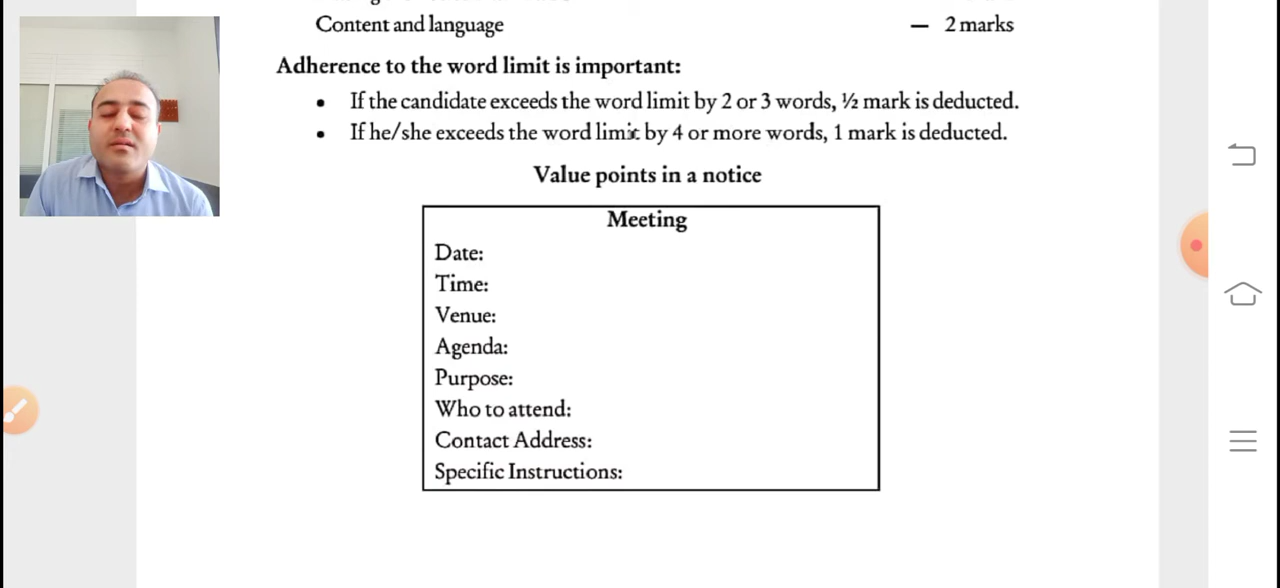 Content and language — 2 marks
Adherence to the word limit is important:
• If the candidate exceeds the word limit by 2 or 3 words, ½ mark is deducted.
• If he/she exceeds the word limit by 4 or more words, 1 mark is deducted.
Value points in a notice
Meeting
Date:
Time:
Venue:
Agenda:
Purpose:
Who to attend:
Contact Address:
Specific Instructions: